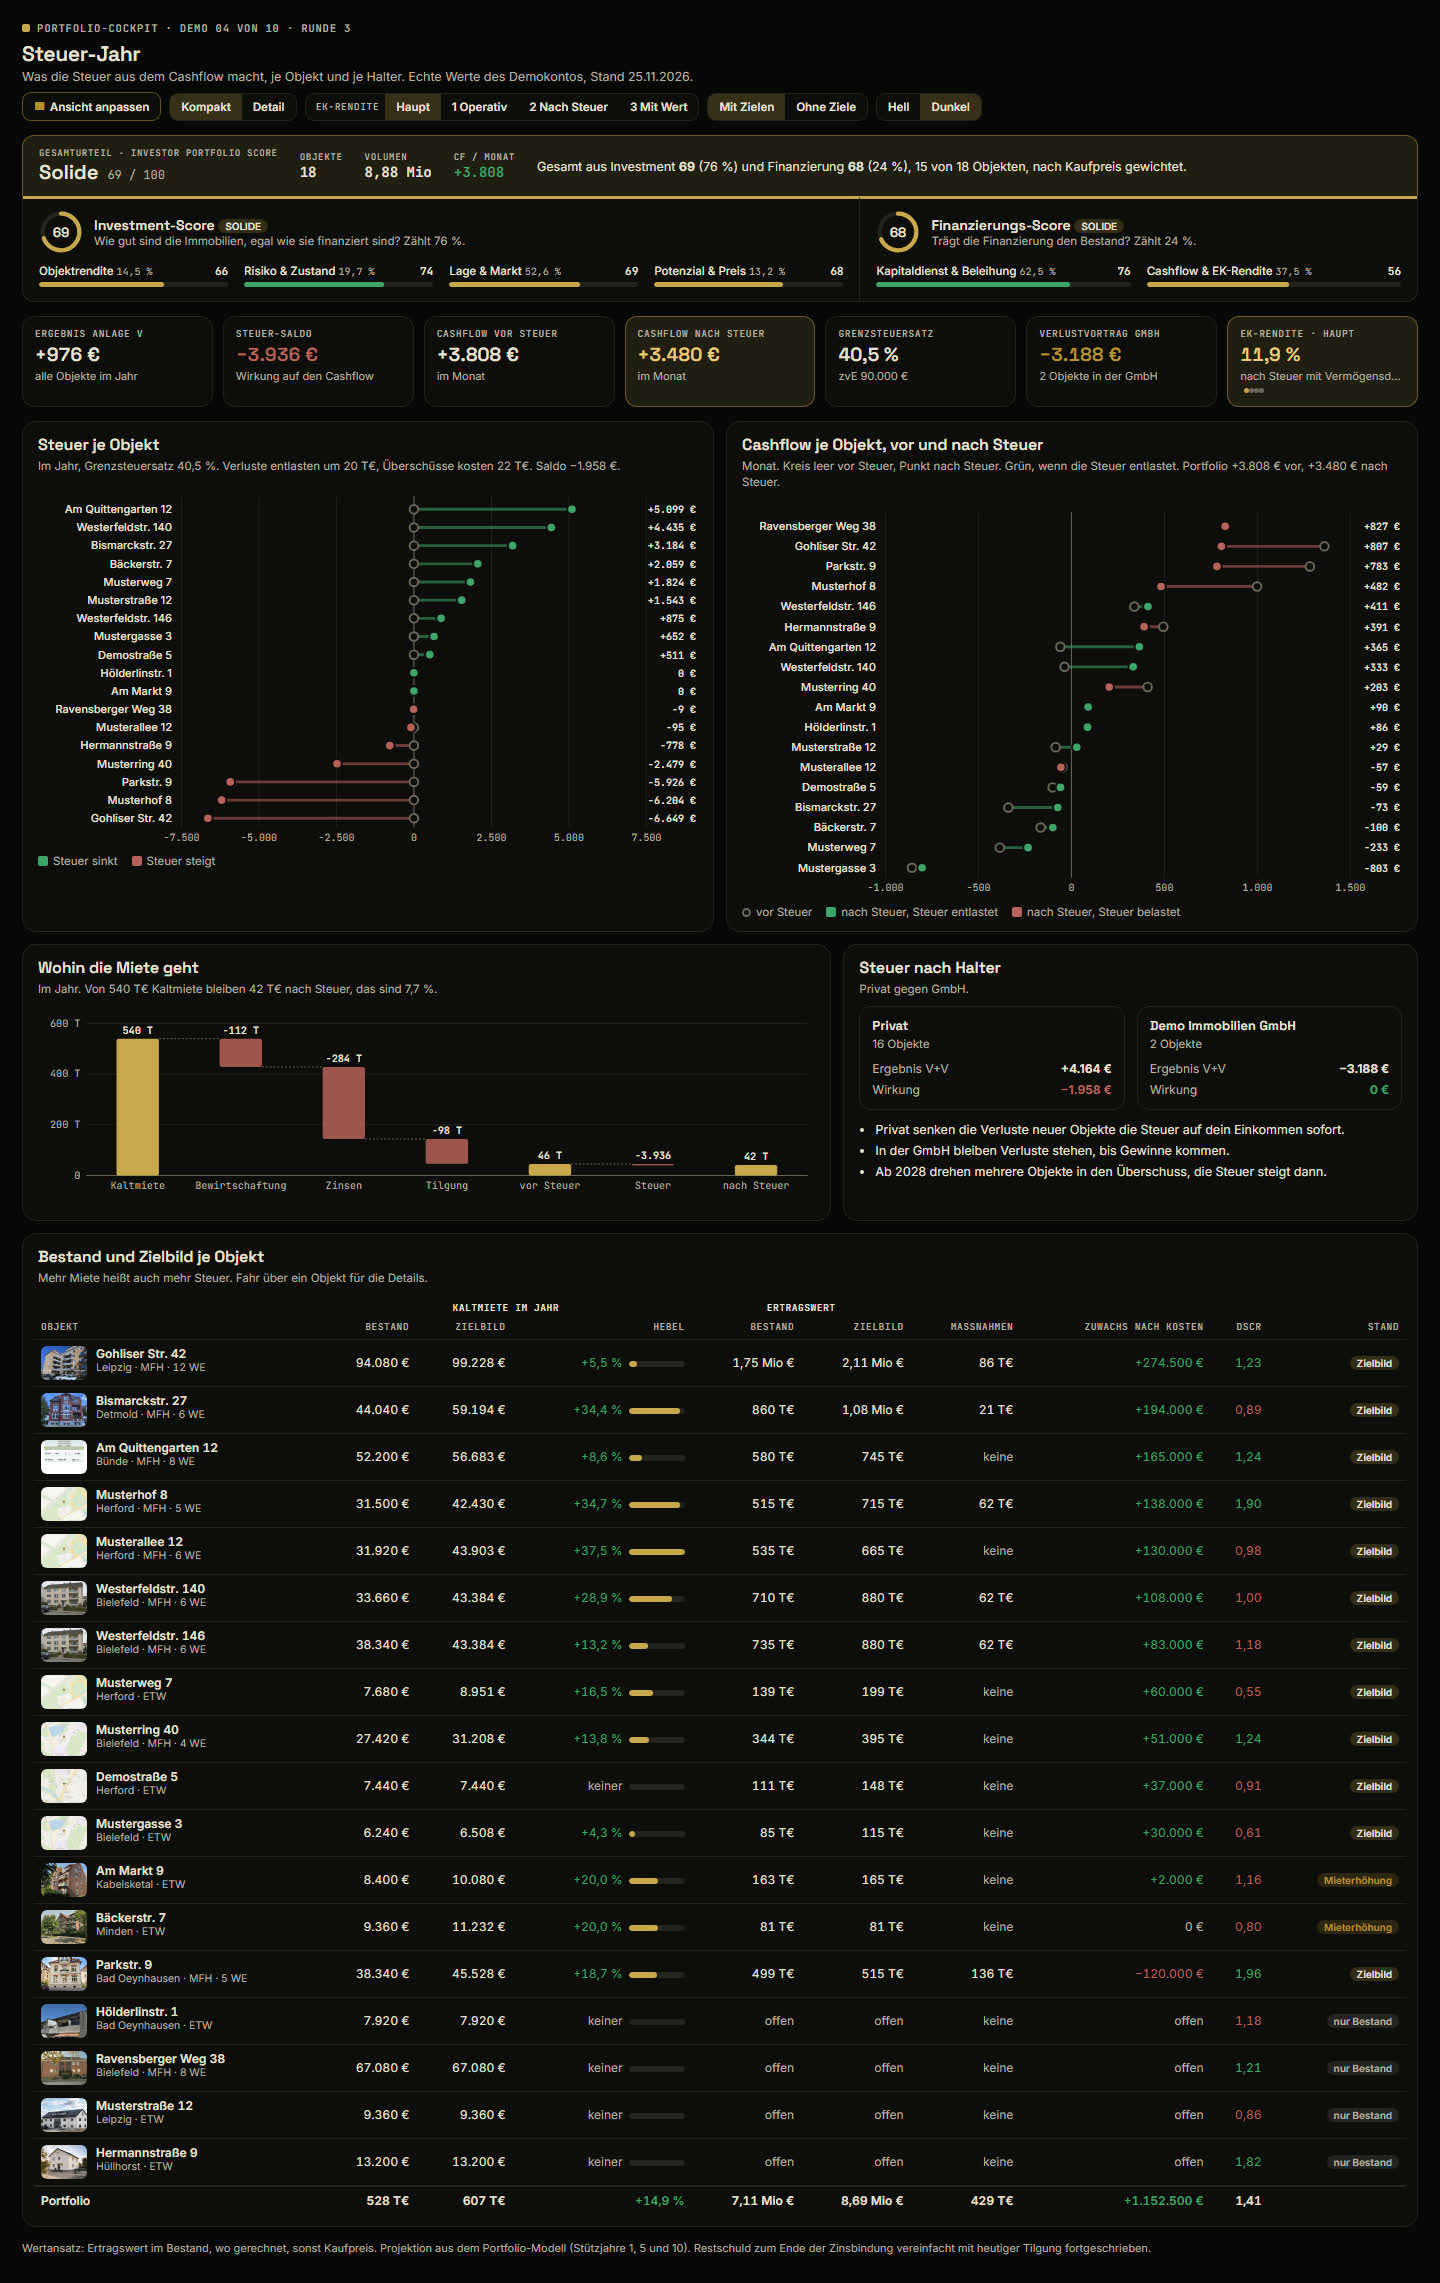 PORTFOLIO-COCKPIT · DEMO 04 VON 10 · RUNDE 3
Steuer-Jahr
Was die Steuer aus dem Cashflow macht, je Objekt und je Halter. Echte Werte des Demokontos, Stand 25.11.2026.
Ansicht anpassen Kompakt Detail EK-RENDITE Haupt 1 Operativ 2 Nach Steuer 3 Mit Wert Mit Zielen Ohne Ziele Hell Dunkel
GESAMTURTEIL · INVESTOR PORTFOLIO SCORE
Solide 69 / 100
OBJEKTE
18
VOLUMEN
8,88 Mio
CF / MONAT
+3.808
Gesamt aus Investment 69 (76 %) und Finanzierung 68 (24 %), 15 von 18 Objekten, nach Kaufpreis gewichtet.
69
Investment-Score SOLIDE
Wie gut sind die Immobilien, egal wie sie finanziert sind? Zählt 76 %.
Objektrendite 14,5 % 66
Risiko & Zustand 19,7 % 74
Lage & Markt 52,6 % 69
Potenzial & Preis 13,2 % 68
68
Finanzierungs-Score SOLIDE
Trägt die Finanzierung den Bestand? Zählt 24 %.
Kapitaldienst & Beleihung 62,5 % 76
Cashflow & EK-Rendite 37,5 % 56
ERGEBNIS ANLAGE V
+976 €
alle Objekte im Jahr
STEUER-SALDO
−3.936 €
Wirkung auf den Cashflow
CASHFLOW VOR STEUER
+3.808 €
im Monat
CASHFLOW NACH STEUER
+3.480 €
im Monat
GRENZSTEUERSATZ
40,5 %
zvE 90.000 €
VERLUSTVORTRAG GMBH
−3.188 €
2 Objekte in der GmbH
EK-RENDITE · HAUPT
11,9 %
nach Steuer mit Vermögensd…
Steuer je Objekt
Im Jahr, Grenzsteuersatz 40,5 %. Verluste entlasten um 20 T€, Überschüsse kosten 22 T€. Saldo −1.958 €.
Am Quittengarten 12 +5.099 €
Westerfeldstr. 140 +4.435 €
Bismarckstr. 27 +3.184 €
Bäckerstr. 7 +2.059 €
Musterweg 7 +1.824 €
Musterstraße 12 +1.543 €
Westerfeldstr. 146 +875 €
Mustergasse 3 +652 €
Demostraße 5 +511 €
Hölderlinstr. 1 0 €
Am Markt 9 0 €
Ravensberger Weg 38 -9 €
Musterallee 12 -95 €
Hermannstraße 9 -778 €
Musterring 40 -2.479 €
Parkstr. 9 -5.926 €
Musterhof 8 -6.204 €
Gohliser Str. 42 -6.649 €
-7.500 -5.000 -2.500 0 2.500 5.000 7.500
Steuer sinkt Steuer steigt
Cashflow je Objekt, vor und nach Steuer
Monat. Kreis leer vor Steuer, Punkt nach Steuer. Grün, wenn die Steuer entlastet. Portfolio +3.808 € vor, +3.480 € nach
Steuer.
Ravensberger Weg 38 +827 €
Gohliser Str. 42 +807 €
Parkstr. 9 +783 €
Musterhof 8 +482 €
Westerfeldstr. 146 +411 €
Hermannstraße 9 +391 €
Am Quittengarten 12 +365 €
Westerfeldstr. 140 +333 €
Musterring 40 +203 €
Am Markt 9 +90 €
Hölderlinstr. 1 +86 €
Musterstraße 12 +29 €
Musterallee 12 -57 €
Demostraße 5 -59 €
Bismarckstr. 27 -73 €
Bäckerstr. 7 -100 €
Musterweg 7 -233 €
Mustergasse 3 -803 €
-1.000 -500 0 500 1.000 1.500
vor Steuer nach Steuer, Steuer entlastet nach Steuer, Steuer belastet
Wohin die Miete geht
Im Jahr. Von 540 T€ Kaltmiete bleiben 42 T€ nach Steuer, das sind 7,7 %.
600 T
400 T
200 T
0
540 T -112 T -284 T -98 T 46 T -3.936 42 T
Kaltmiete Bewirtschaftung Zinsen Tilgung vor Steuer Steuer nach Steuer
Steuer nach Halter
Privat gegen GmbH.
Privat
16 Objekte
Ergebnis V+V +4.164 €
Wirkung −1.958 €
Demo Immobilien GmbH
2 Objekte
Ergebnis V+V −3.188 €
Wirkung 0 €
• Privat senken die Verluste neuer Objekte die Steuer auf dein Einkommen sofort.
• In der GmbH bleiben Verluste stehen, bis Gewinne kommen.
• Ab 2028 drehen mehrere Objekte in den Überschuss, die Steuer steigt dann.
Bestand und Zielbild je Objekt
Mehr Miete heißt auch mehr Steuer. Fahr über ein Objekt für die Details.
KALTMIETE IM JAHR ERTRAGSWERT
OBJEKT BESTAND ZIELBILD HEBEL BESTAND ZIELBILD MASSNAHMEN ZUWACHS NACH KOSTEN DSCR STAND
Gohliser Str. 42 94.080 € 99.228 € +5,5 % 1,75 Mio € 2,11 Mio € 86 T€ +274.500 € 1,23 Zielbild
Leipzig · MFH · 12 WE
Bismarckstr. 27 44.040 € 59.194 € +34,4 % 860 T€ 1,08 Mio € 21 T€ +194.000 € 0,89 Zielbild
Detmold · MFH · 6 WE
Am Quittengarten 12 52.200 € 56.683 € +8,6 % 580 T€ 745 T€ keine +165.000 € 1,24 Zielbild
Bünde · MFH · 8 WE
Musterhof 8 31.500 € 42.430 € +34,7 % 515 T€ 715 T€ 62 T€ +138.000 € 1,90 Zielbild
Herford · MFH · 5 WE
Musterallee 12 31.920 € 43.903 € +37,5 % 535 T€ 665 T€ keine +130.000 € 0,98 Zielbild
Herford · MFH · 6 WE
Westerfeldstr. 140 33.660 € 43.384 € +28,9 % 710 T€ 880 T€ 62 T€ +108.000 € 1,00 Zielbild
Bielefeld · MFH · 6 WE
Westerfeldstr. 146 38.340 € 43.384 € +13,2 % 735 T€ 880 T€ 62 T€ +83.000 € 1,18 Zielbild
Bielefeld · MFH · 6 WE
Musterweg 7 7.680 € 8.951 € +16,5 % 139 T€ 199 T€ keine +60.000 € 0,55 Zielbild
Herford · ETW
Musterring 40 27.420 € 31.208 € +13,8 % 344 T€ 395 T€ keine +51.000 € 1,24 Zielbild
Bielefeld · MFH · 4 WE
Demostraße 5 7.440 € 7.440 € keiner 111 T€ 148 T€ keine +37.000 € 0,91 Zielbild
Herford · ETW
Mustergasse 3 6.240 € 6.508 € +4,3 % 85 T€ 115 T€ keine +30.000 € 0,61 Zielbild
Bielefeld · ETW
Am Markt 9 8.400 € 10.080 € +20,0 % 163 T€ 165 T€ keine +2.000 € 1,16 Mieterhöhung
Kabelsketal · ETW
Bäckerstr. 7 9.360 € 11.232 € +20,0 % 81 T€ 81 T€ keine 0 € 0,80 Mieterhöhung
Minden · ETW
Parkstr. 9 38.340 € 45.528 € +18,7 % 499 T€ 515 T€ 136 T€ −120.000 € 1,96 Zielbild
Bad Oeynhausen · MFH · 5 WE
Hölderlinstr. 1 7.920 € 7.920 € keiner offen offen keine offen 1,18 nur Bestand
Bad Oeynhausen · ETW
Ravensberger Weg 38 67.080 € 67.080 € keiner offen offen keine offen 1,21 nur Bestand
Bielefeld · MFH · 8 WE
Musterstraße 12 9.360 € 9.360 € keiner offen offen keine offen 0,86 nur Bestand
Leipzig · ETW
Hermannstraße 9 13.200 € 13.200 € keiner offen offen keine offen 1,82 nur Bestand
Hüllhorst · ETW
Portfolio 528 T€ 607 T€ +14,9 % 7,11 Mio € 8,69 Mio € 429 T€ +1.152.500 € 1,41
Wertansatz: Ertragswert im Bestand, wo gerechnet, sonst Kaufpreis. Projektion aus dem Portfolio-Modell (Stützjahre 1, 5 und 10). Restschuld zum Ende der Zinsbindung vereinfacht mit heutiger Tilgung fortgeschrieben.